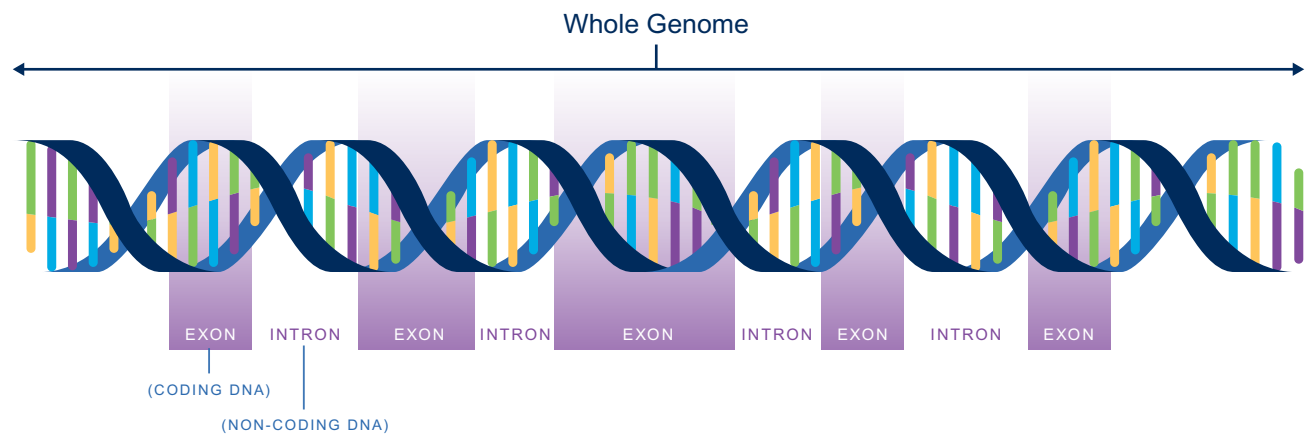 Whole Genome
EXON INTRON EXON INTRON EXON INTRON EXON INTRON EXON
(CODING DNA)
(NON-CODING DNA)